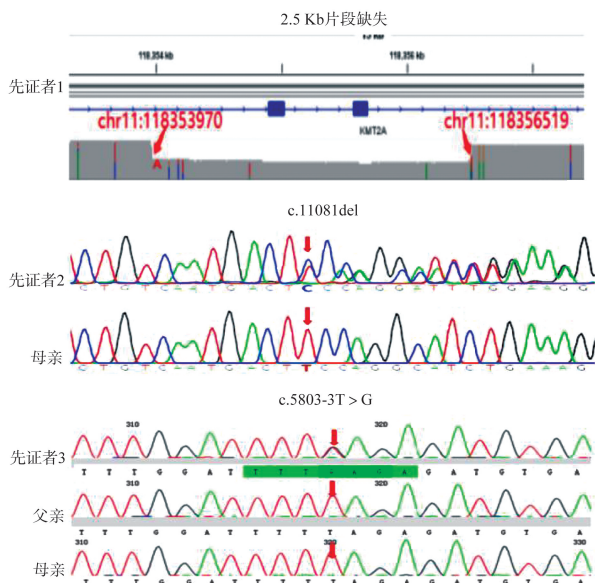 2.5 Kb片段缺失
118,354 kb
118,356 kb
先证者1
chr11:118353970
chr11:118356519
KMT2A
A
c.11081del
先证者2
C T G T C A A T G A C T C C C A G G A T T T G G A A G G
母亲
C T G T C A A T G A C T T C C A G G C A T C T G A A A G
c.5803-3T > G
310
320
先证者3
T T T G G A T T T T A G A G A T G T G A
310
320
父亲
T T T T G G A T T T T T A G A G A T G T G A
310
320
330
母亲
T T T G G A T T T T T A G A G A T G T G A